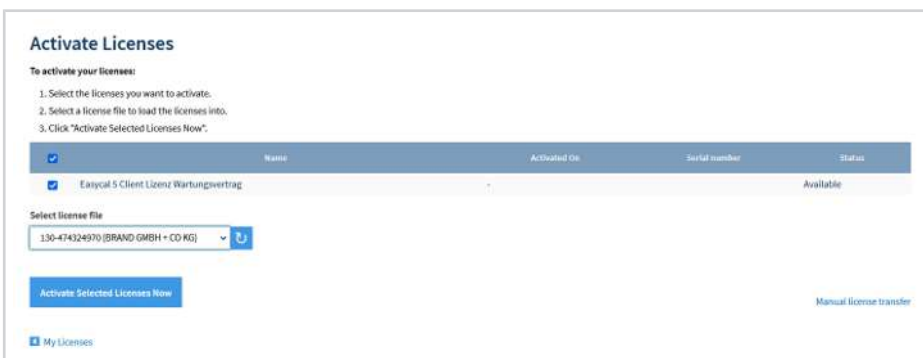 Activate Licenses
To activate your licenses:
1. Select the licenses you want to activate.
2. Select a license file to load the licenses into.
3. Click "Activate Selected Licenses Now".
Name Activated On Serial number Status
Easycal 5 Client Lizenz Wartungsvertrag - Available
Select license file
130-474324970 (BRAND GMBH + CO KG)
Activate Selected Licenses Now
Manual license transfer
My Licenses